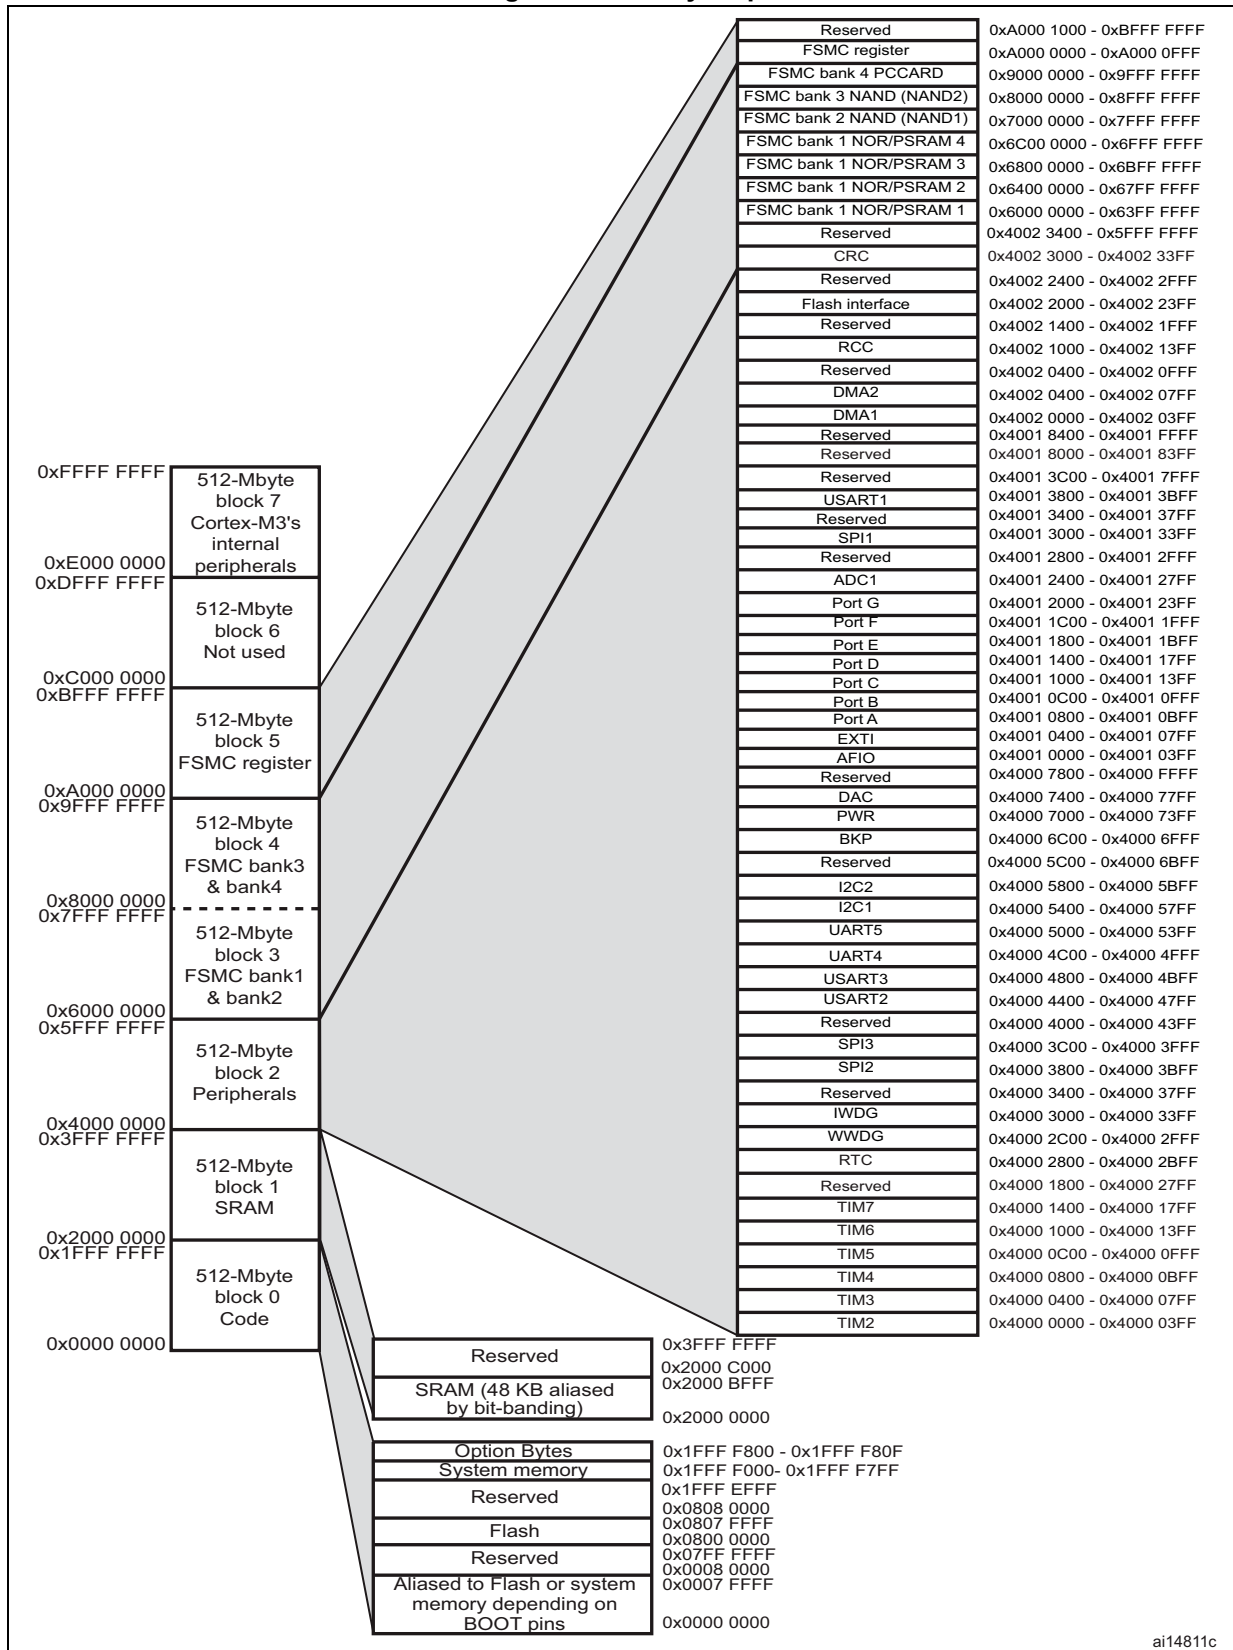 Reserved 0xA000 1000 - 0xBFFF FFFF
FSMC register 0xA000 0000 - 0xA000 0FFF
FSMC bank 4 PCCARD 0x9000 0000 - 0x9FFF FFFF
FSMC bank 3 NAND (NAND2) 0x8000 0000 - 0x8FFF FFFF
FSMC bank 2 NAND (NAND1) 0x7000 0000 - 0x7FFF FFFF
FSMC bank 1 NOR/PSRAM 4 0x6C00 0000 - 0x6FFF FFFF
FSMC bank 1 NOR/PSRAM 3 0x6800 0000 - 0x6BFF FFFF
FSMC bank 1 NOR/PSRAM 2 0x6400 0000 - 0x67FF FFFF
FSMC bank 1 NOR/PSRAM 1 0x6000 0000 - 0x63FF FFFF
Reserved 0x4002 3400 - 0x5FFF FFFF
CRC 0x4002 3000 - 0x4002 33FF
Reserved 0x4002 2400 - 0x4002 2FFF
Flash interface 0x4002 2000 - 0x4002 23FF
Reserved 0x4002 1400 - 0x4002 1FFF
RCC 0x4002 1000 - 0x4002 13FF
Reserved 0x4002 0400 - 0x4002 0FFF
DMA2 0x4002 0400 - 0x4002 07FF
DMA1 0x4002 0000 - 0x4002 03FF
Reserved 0x4001 8400 - 0x4001 FFFF
Reserved 0x4001 8000 - 0x4001 83FF
Reserved 0x4001 3C00 - 0x4001 7FFF
USART1 0x4001 3800 - 0x4001 3BFF
Reserved 0x4001 3400 - 0x4001 37FF
SPI1 0x4001 3000 - 0x4001 33FF
Reserved 0x4001 2800 - 0x4001 2FFF
ADC1 0x4001 2400 - 0x4001 27FF
Port G 0x4001 2000 - 0x4001 23FF
Port F 0x4001 1C00 - 0x4001 1FFF
Port E 0x4001 1800 - 0x4001 1BFF
Port D 0x4001 1400 - 0x4001 17FF
Port C 0x4001 1000 - 0x4001 13FF
Port B 0x4001 0C00 - 0x4001 0FFF
Port A 0x4001 0800 - 0x4001 0BFF
EXTI 0x4001 0400 - 0x4001 07FF
AFIO 0x4001 0000 - 0x4001 03FF
Reserved 0x4000 7800 - 0x4000 FFFF
DAC 0x4000 7400 - 0x4000 77FF
PWR 0x4000 7000 - 0x4000 73FF
BKP 0x4000 6C00 - 0x4000 6FFF
Reserved 0x4000 5C00 - 0x4000 6BFF
I2C2 0x4000 5800 - 0x4000 5BFF
I2C1 0x4000 5400 - 0x4000 57FF
UART5 0x4000 5000 - 0x4000 53FF
UART4 0x4000 4C00 - 0x4000 4FFF
USART3 0x4000 4800 - 0x4000 4BFF
USART2 0x4000 4400 - 0x4000 47FF
Reserved 0x4000 4000 - 0x4000 43FF
SPI3 0x4000 3C00 - 0x4000 3FFF
SPI2 0x4000 3800 - 0x4000 3BFF
Reserved 0x4000 3400 - 0x4000 37FF
IWDG 0x4000 3000 - 0x4000 33FF
WWDG 0x4000 2C00 - 0x4000 2FFF
RTC 0x4000 2800 - 0x4000 2BFF
Reserved 0x4000 1800 - 0x4000 27FF
TIM7 0x4000 1400 - 0x4000 17FF
TIM6 0x4000 1000 - 0x4000 13FF
TIM5 0x4000 0C00 - 0x4000 0FFF
TIM4 0x4000 0800 - 0x4000 0BFF
TIM3 0x4000 0400 - 0x4000 07FF
TIM2 0x4000 0000 - 0x4000 03FF
0xFFFF FFFF
512-Mbyte
block 7
Cortex-M3's
internal
peripherals
0xE000 0000
0xDFFF FFFF
512-Mbyte
block 6
Not used
0xC000 0000
0xBFFF FFFF
512-Mbyte
block 5
FSMC register
0xA000 0000
0x9FFF FFFF
512-Mbyte
block 4
FSMC bank3
& bank4
0x8000 0000
0x7FFF FFFF
512-Mbyte
block 3
FSMC bank1
& bank2
0x6000 0000
0x5FFF FFFF
512-Mbyte
block 2
Peripherals
0x4000 0000
0x3FFF FFFF
512-Mbyte
block 1
SRAM
0x2000 0000
0x1FFF FFFF
512-Mbyte
block 0
Code
0x0000 0000
Reserved
0x3FFF FFFF
0x2000 C000
SRAM (48 KB aliased
by bit-banding)
0x2000 BFFF
0x2000 0000
Option Bytes 0x1FFF F800 - 0x1FFF F80F
System memory 0x1FFF F000- 0x1FFF F7FF
Reserved
0x1FFF EFFF
0x0808 0000
Flash
0x0807 FFFF
0x0800 0000
Reserved
0x07FF FFFF
0x0008 0000
Aliased to Flash or system
memory depending on
BOOT pins
0x0007 FFFF
0x0000 0000
ai14811c